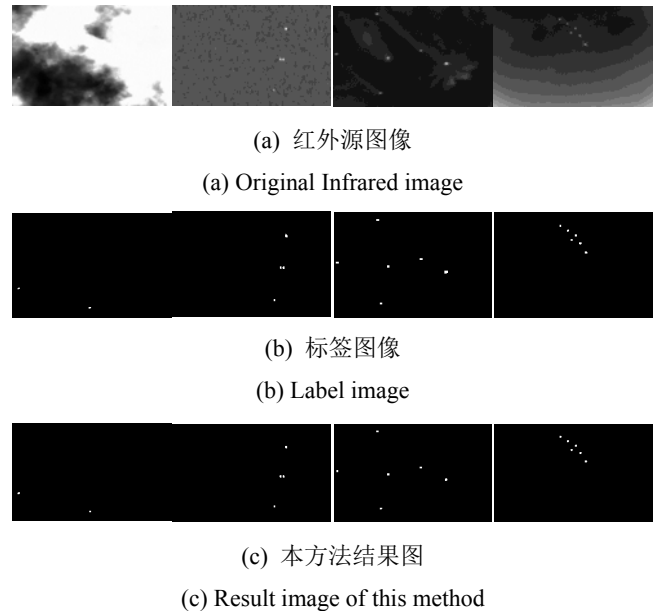 (a) 红外源图像
(a) Original Infrared image
(b) 标签图像
(b) Label image
(c) 本方法结果图
(c) Result image of this method